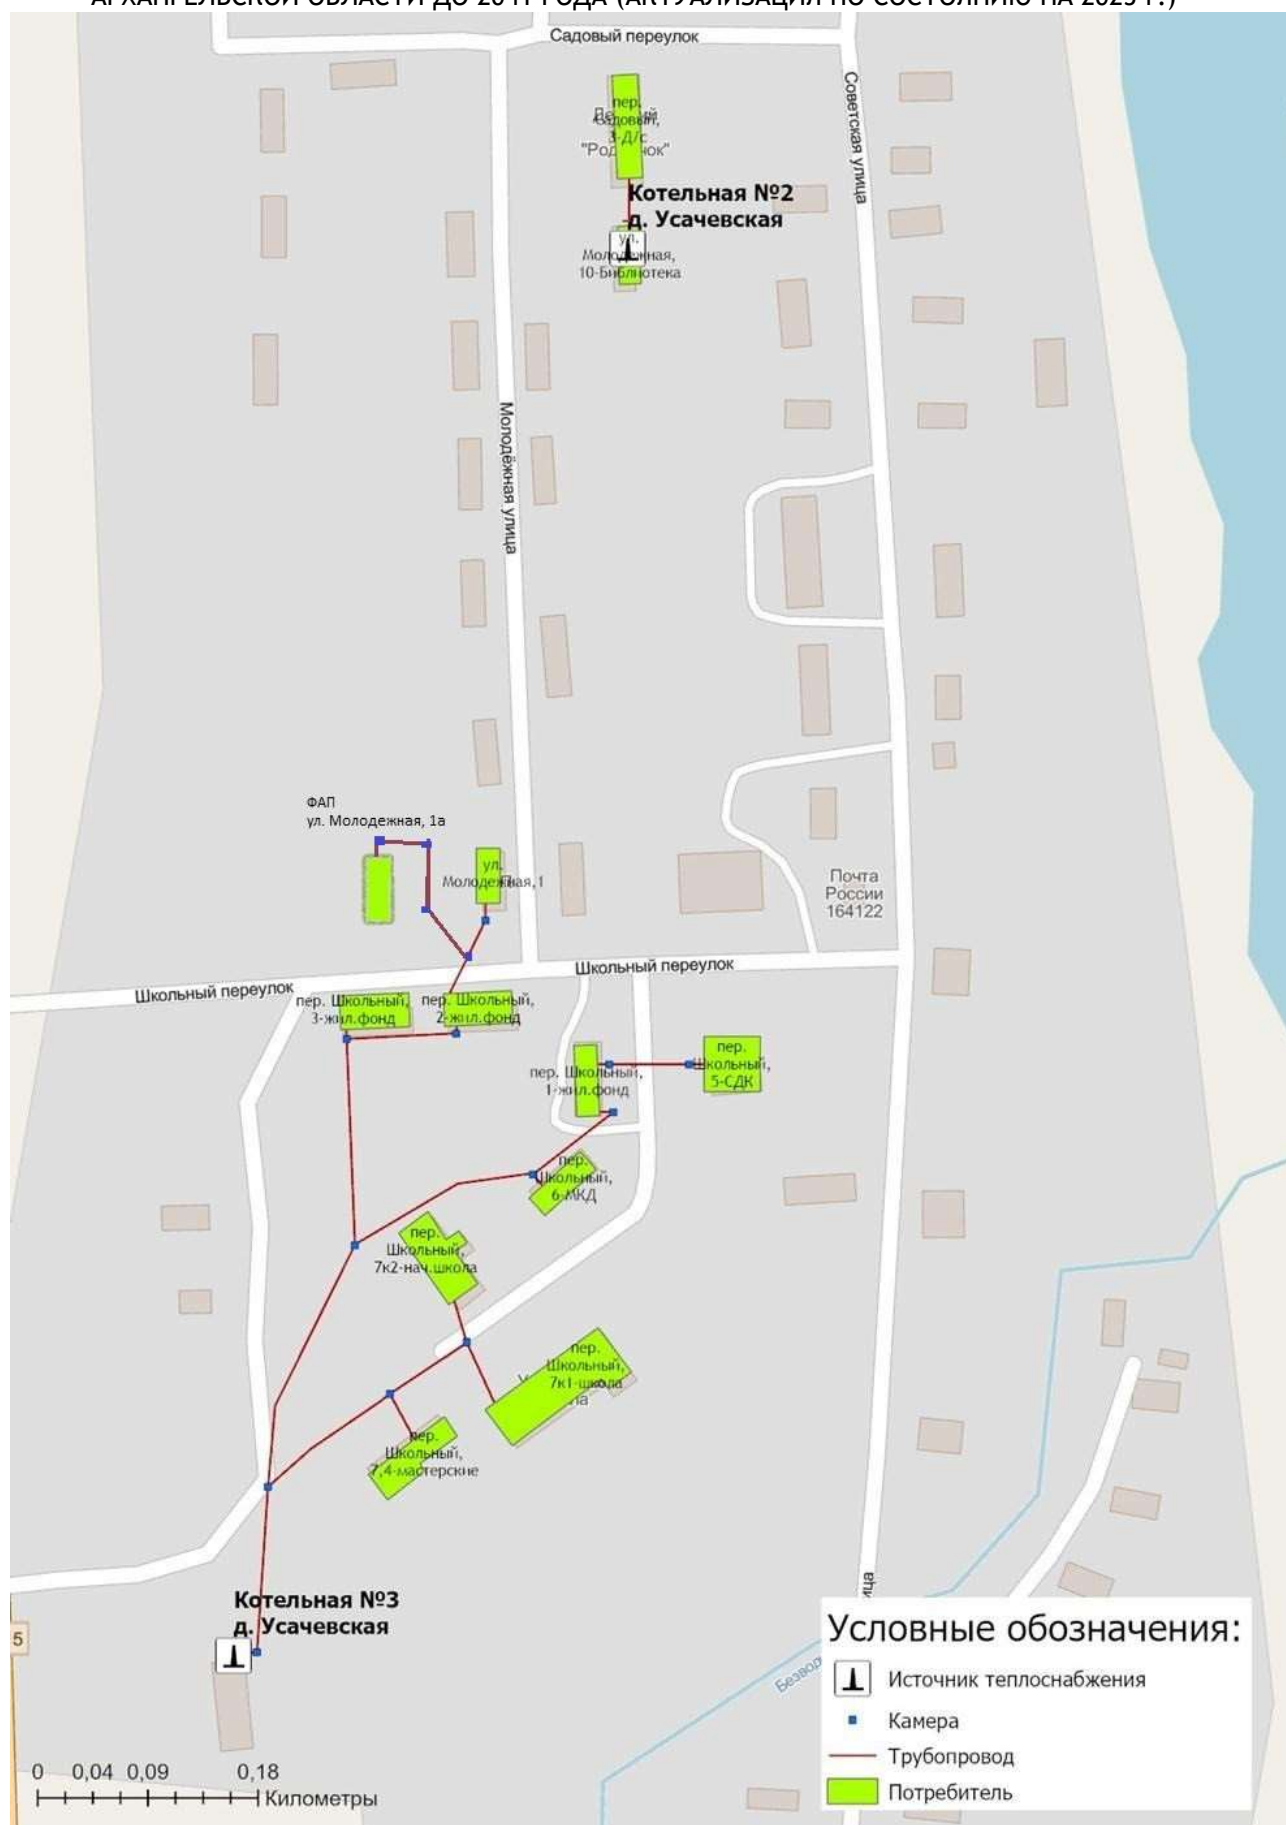 Садовый переулок
Советская улица
пер.
Садовый,
3-Д/с
Котельная №2
д. Усачевская
ул.
Молодежная,
10-Библиотека
Молодёжная улица
ФАП
ул. Молодежная, 1а
ул.
Молодежная, 1
Почта
России
164122
Школьный переулок
Школьный переулок
пер. Школьный,
3-жил.фонд
пер. Школьный,
2-жил.фонд
пер.
Школьный,
5-СДК
пер. Школьный,
1-жил.фонд
пер.
Школьный,
6-МКД
пер.
Школьный,
7к2-нач.школа
пер.
Школьный,
7к1-школа
пер.
Школьный,
7,4-мастерские
Котельная №3
д. Усачевская
5
Условные обозначения:
Источник теплоснабжения
Камера
Трубопровод
Потребитель
0 0,04 0,09 0,18
Километры